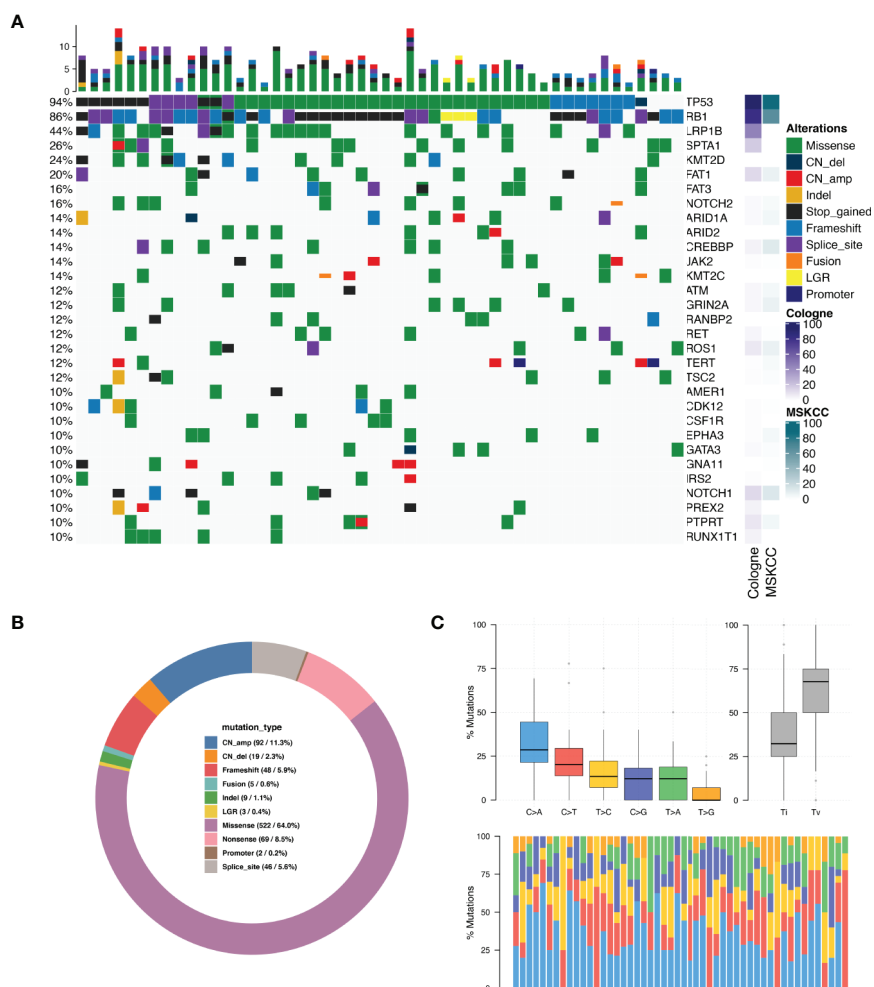 A
10
5
0
94% TP53
86% RB1
44% LRP1B
26% SPTA1
24% KMT2D
20% FAT1
16% FAT3
16% NOTCH2
14% ARID1A
14% ARID2
14% CREBBP
14% JAK2
14% KMT2C
12% ATM
12% GRIN2A
12% RANBP2
12% RET
12% ROS1
12% TERT
12% TSC2
10% AMER1
10% CDK12
10% CSF1R
10% EPHA3
10% GATA3
10% GNA11
10% IRS2
10% NOTCH1
10% PREX2
10% PTPRT
10% RUNX1T1
Cologne
MSKCC
Alterations
Missense
CN_del
CN_amp
Indel
Stop_gained
Frameshift
Splice_site
Fusion
LGR
Promoter
Cologne
100
80
60
40
20
0
MSKCC
100
80
60
40
20
0
B
mutation_type
CN_amp (92 / 11.3%)
CN_del (19 / 2.3%)
Frameshift (48 / 5.9%)
Fusion (5 / 0.6%)
Indel (9 / 1.1%)
LGR (3 / 0.4%)
Missense (522 / 64.0%)
Nonsense (69 / 8.5%)
Promoter (2 / 0.2%)
Splice_site (46 / 5.6%)
C
% Mutations
100
75
50
25
0
C>A C>T T>C C>G T>A T>G
100
75
50
25
0
Ti Tv
% Mutations
100
75
50
25